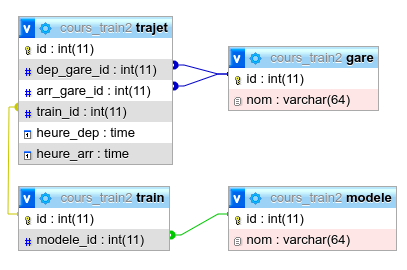 v cours_train2 trajet
id : int(11)
# dep_gare_id : int(11)
# arr_gare_id : int(11)
# train_id : int(11)
heure_dep : time
heure_arr : time
v cours_train2 gare
id : int(11)
nom : varchar(64)
v cours_train2 train
id : int(11)
# modele_id : int(11)
v cours_train2 modele
id : int(11)
nom : varchar(64)